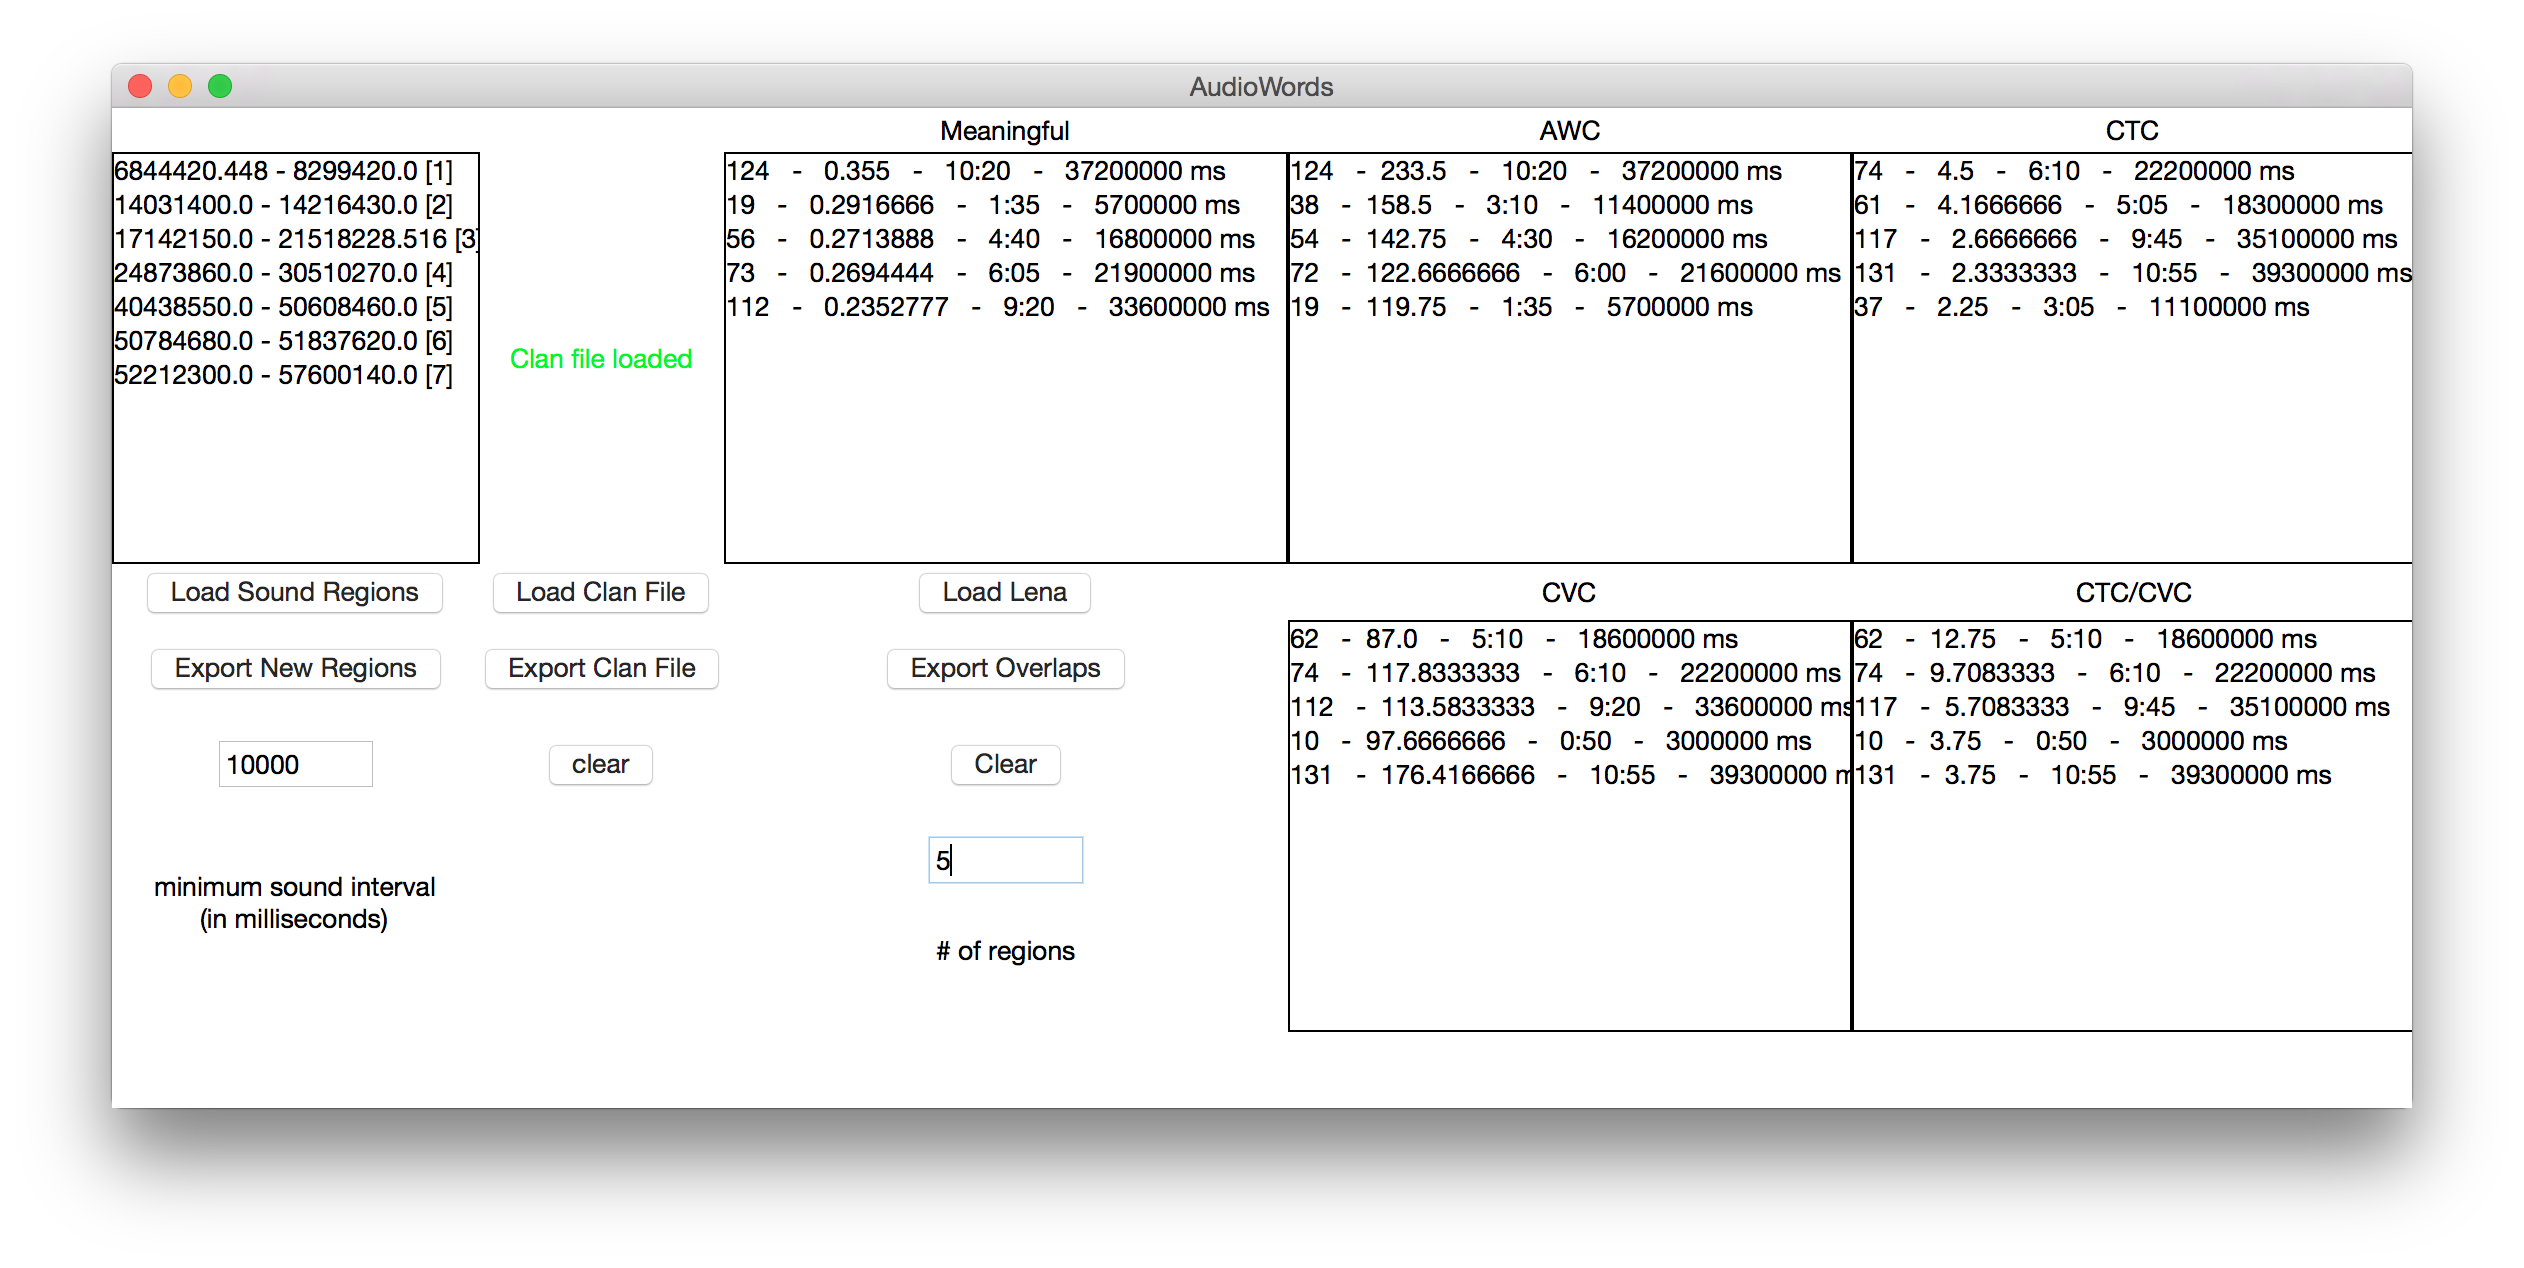 AudioWords
Meaningful
AWC
CTC
6844420.448 - 8299420.0 [1]
14031400.0 - 14216430.0 [2]
17142150.0 - 21518228.516 [3]
24873860.0 - 30510270.0 [4]
40438550.0 - 50608460.0 [5]
50784680.0 - 51837620.0 [6]
52212300.0 - 57600140.0 [7]
Clan file loaded
124 - 0.355 - 10:20 - 37200000 ms
19 - 0.2916666 - 1:35 - 5700000 ms
56 - 0.2713888 - 4:40 - 16800000 ms
73 - 0.2694444 - 6:05 - 21900000 ms
112 - 0.2352777 - 9:20 - 33600000 ms
124 - 233.5 - 10:20 - 37200000 ms
38 - 158.5 - 3:10 - 11400000 ms
54 - 142.75 - 4:30 - 16200000 ms
72 - 122.6666666 - 6:00 - 21600000 ms
19 - 119.75 - 1:35 - 5700000 ms
74 - 4.5 - 6:10 - 22200000 ms
61 - 4.1666666 - 5:05 - 18300000 ms
117 - 2.6666666 - 9:45 - 35100000 ms
131 - 2.3333333 - 10:55 - 39300000 ms
37 - 2.25 - 3:05 - 11100000 ms
Load Sound Regions
Load Clan File
Load Lena
Export New Regions
Export Clan File
Export Overlaps
10000
clear
Clear
5
minimum sound interval
(in milliseconds)
# of regions
CVC
CTC/CVC
62 - 87.0 - 5:10 - 18600000 ms
74 - 117.8333333 - 6:10 - 22200000 ms
112 - 113.5833333 - 9:20 - 33600000 ms
10 - 97.6666666 - 0:50 - 3000000 ms
131 - 176.4166666 - 10:55 - 39300000 m
62 - 12.75 - 5:10 - 18600000 ms
74 - 9.7083333 - 6:10 - 22200000 ms
117 - 5.7083333 - 9:45 - 35100000 ms
10 - 3.75 - 0:50 - 3000000 ms
131 - 3.75 - 10:55 - 39300000 ms